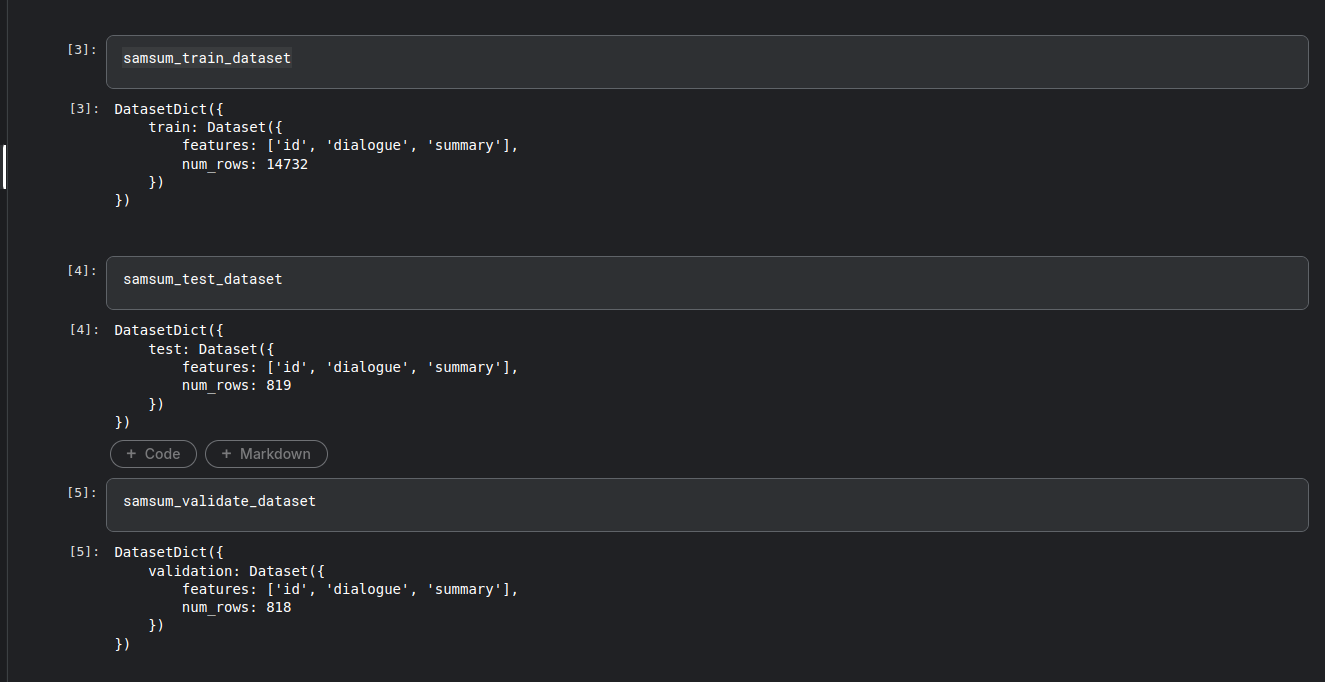 [3]:
samsum_train_dataset
[3]:
DatasetDict({
    train: Dataset({
        features: ['id', 'dialogue', 'summary'],
        num_rows: 14732
    })
})
[4]:
samsum_test_dataset
[4]:
DatasetDict({
    test: Dataset({
        features: ['id', 'dialogue', 'summary'],
        num_rows: 819
    })
})
+ Code
+ Markdown
[5]:
samsum_validate_dataset
[5]:
DatasetDict({
    validation: Dataset({
        features: ['id', 'dialogue', 'summary'],
        num_rows: 818
    })
})